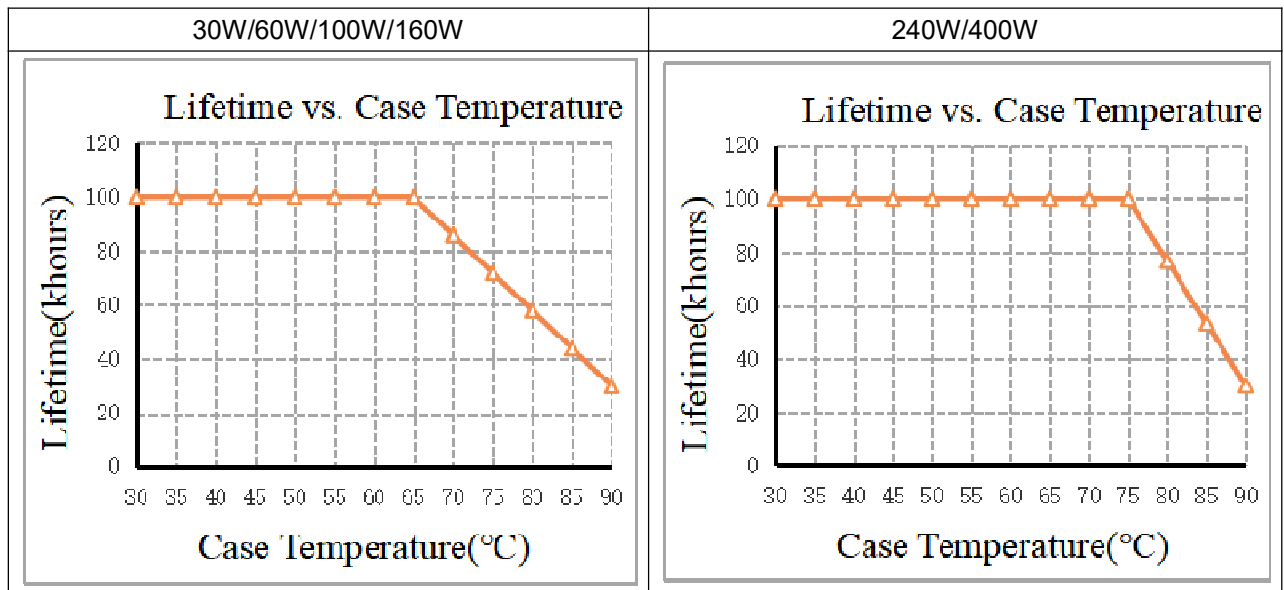 30W/60W/100W/160W
240W/400W
Lifetime vs. Case Temperature
120
100
80
60
40
20
0
Lifetime(khours)
30 35 40 45 50 55 60 65 70 75 80 85 90
Case Temperature(°C)
Lifetime vs. Case Temperature
120
100
80
60
40
20
0
Lifetime(khours)
30 35 40 45 50 55 60 65 70 75 80 85 90
Case Temperature(°C)